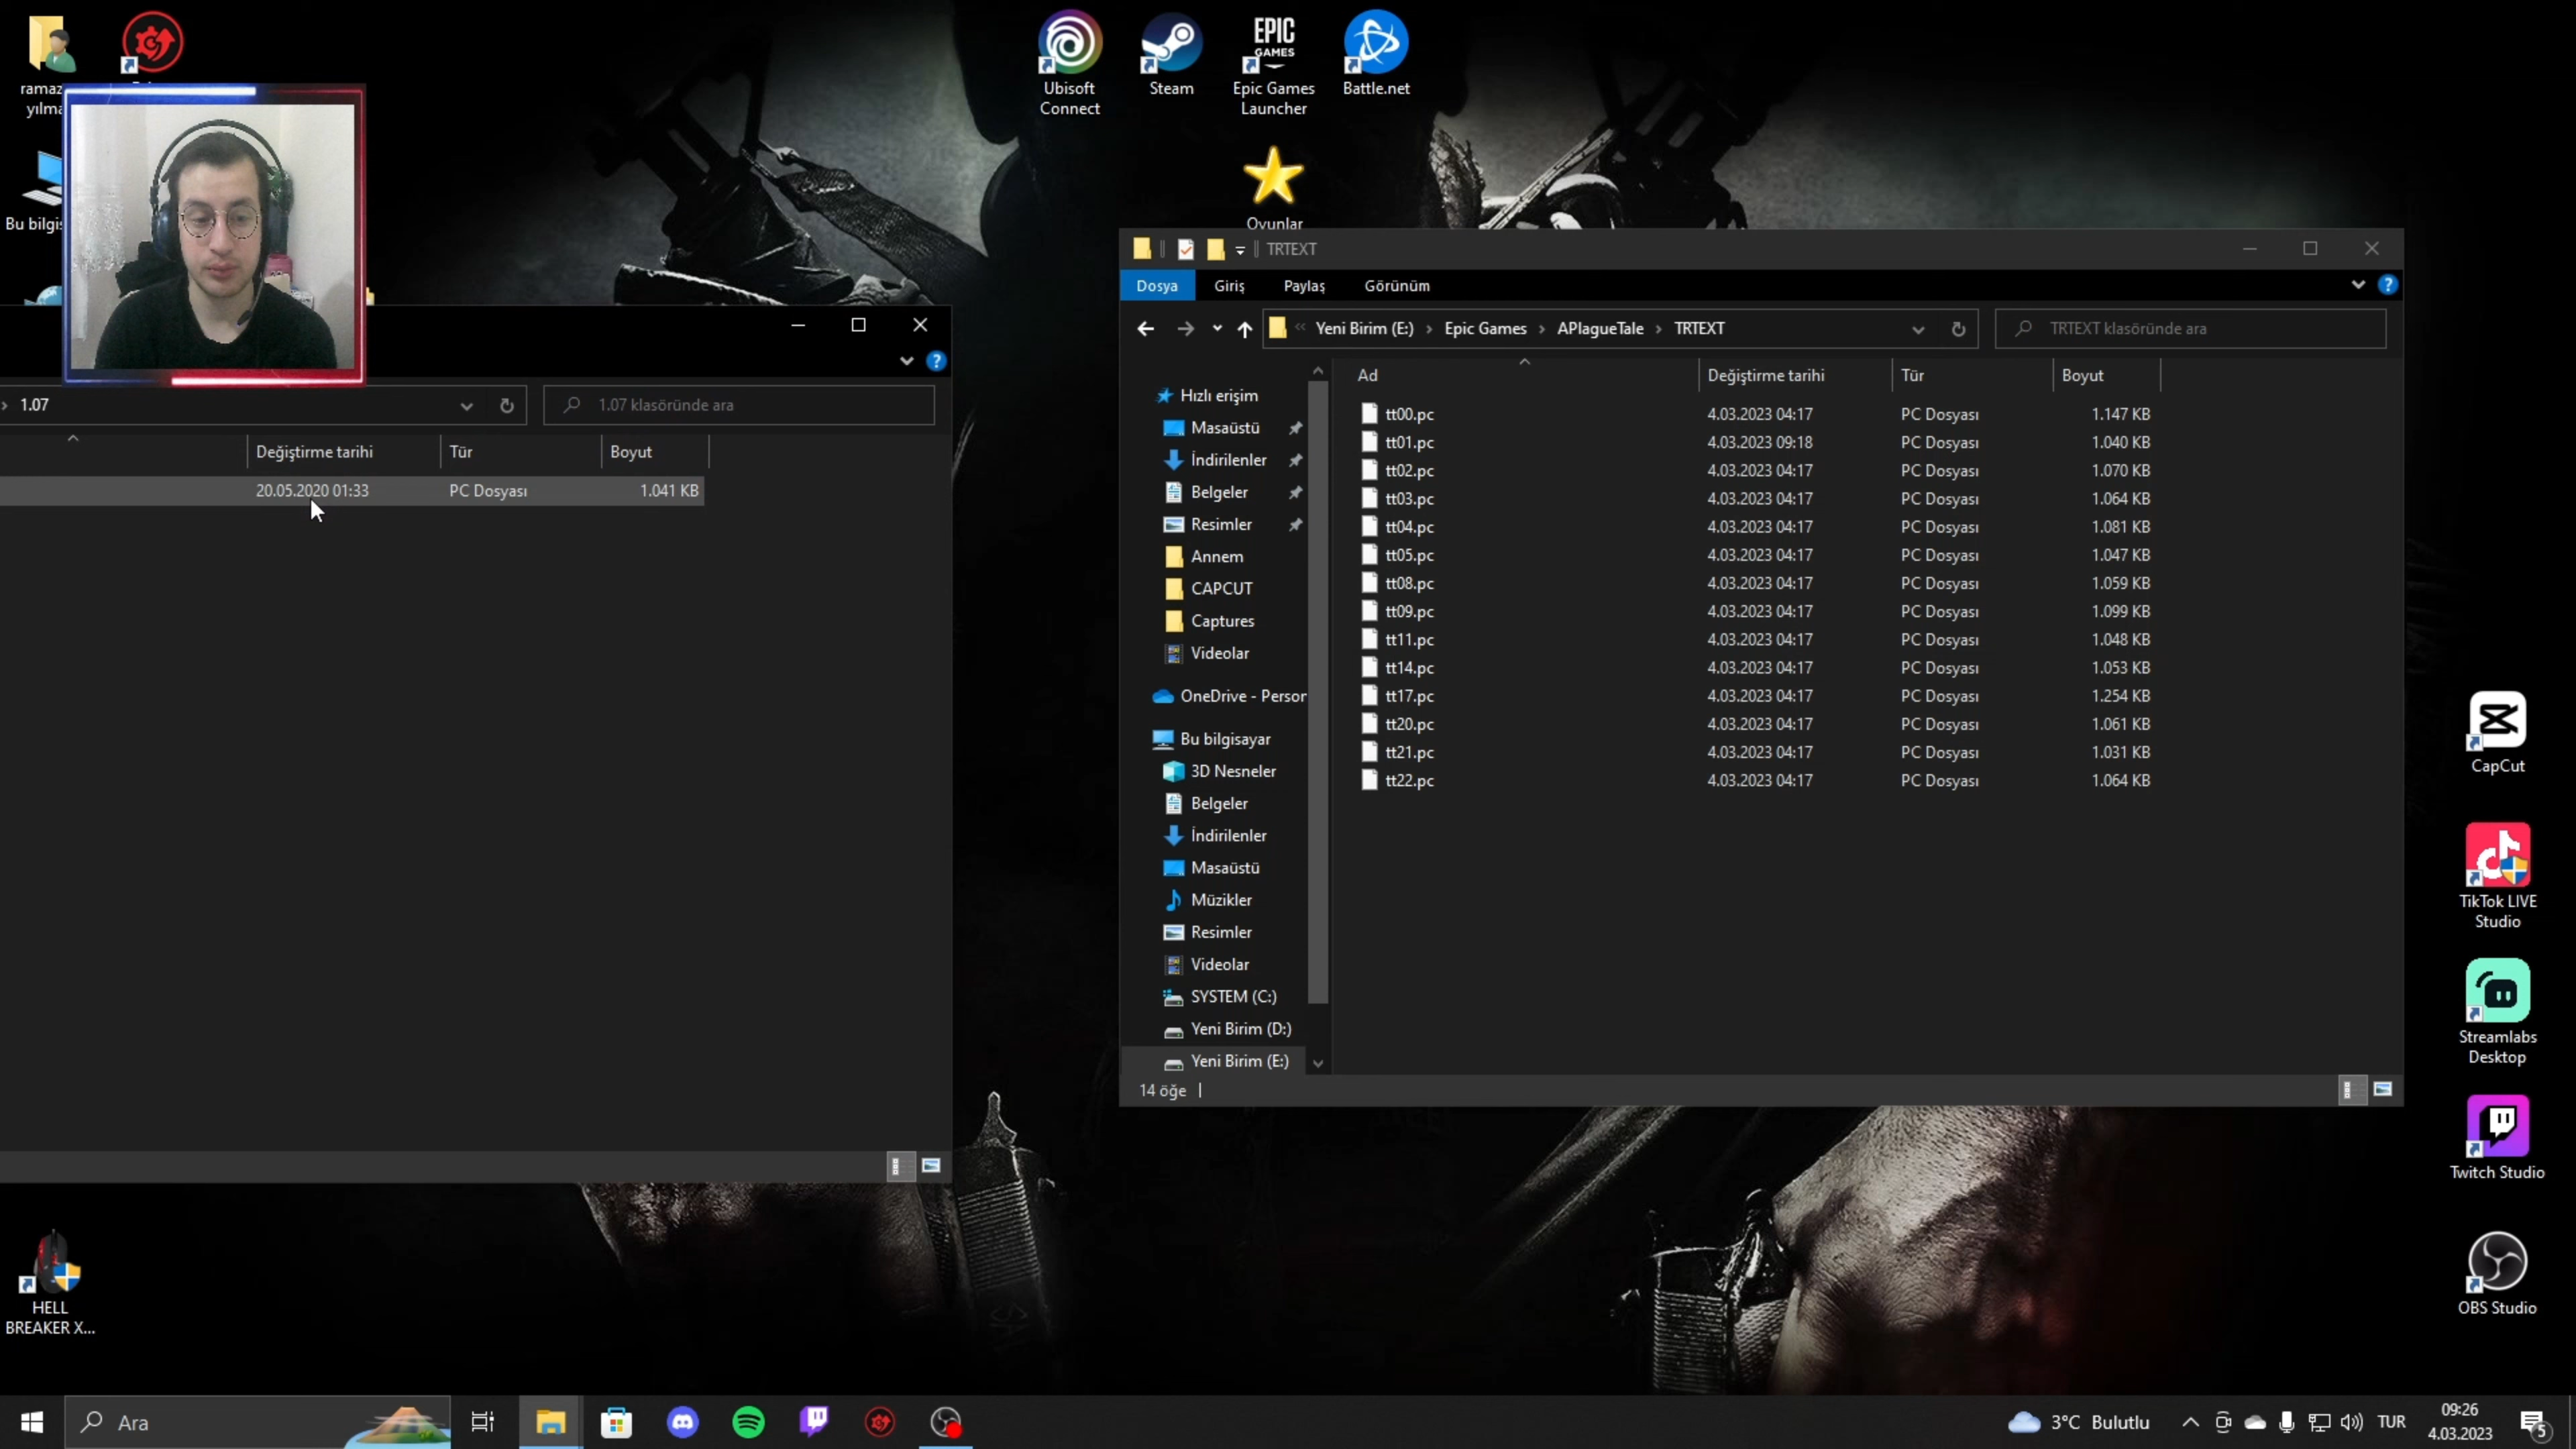 ramaz
yılma
Bu bilgis
Ubisoft
Connect
Steam
EPIC
GAMES
Epic Games
Launcher
Battle.net
Oyunlar
1.07
1.07 klasöründe ara
Değiştirme tarihi
Tür
Boyut
20.05.2020 01:33
PC Dosyası
1.041 KB
TRTEXT
Dosya
Giriş
Paylaş
Görünüm
Yeni Birim (E:) › Epic Games › APlagueTale › TRTEXT
TRTEXT klasöründe ara
Ad
Değiştirme tarihi
Tür
Boyut
Hızlı erişim
Masaüstü
İndirilenler
Belgeler
Resimler
Annem
CAPCUT
Captures
Videolar
OneDrive - Person
Bu bilgisayar
3D Nesneler
Belgeler
İndirilenler
Masaüstü
Müzikler
Resimler
Videolar
SYSTEM (C:)
Yeni Birim (D:)
Yeni Birim (E:)
tt00.pc 4.03.2023 04:17 PC Dosyası 1.147 KB
tt01.pc 4.03.2023 09:18 PC Dosyası 1.040 KB
tt02.pc 4.03.2023 04:17 PC Dosyası 1.070 KB
tt03.pc 4.03.2023 04:17 PC Dosyası 1.064 KB
tt04.pc 4.03.2023 04:17 PC Dosyası 1.081 KB
tt05.pc 4.03.2023 04:17 PC Dosyası 1.047 KB
tt08.pc 4.03.2023 04:17 PC Dosyası 1.059 KB
tt09.pc 4.03.2023 04:17 PC Dosyası 1.099 KB
tt11.pc 4.03.2023 04:17 PC Dosyası 1.048 KB
tt14.pc 4.03.2023 04:17 PC Dosyası 1.053 KB
tt17.pc 4.03.2023 04:17 PC Dosyası 1.254 KB
tt20.pc 4.03.2023 04:17 PC Dosyası 1.061 KB
tt21.pc 4.03.2023 04:17 PC Dosyası 1.031 KB
tt22.pc 4.03.2023 04:17 PC Dosyası 1.064 KB
14 öğe
CapCut
TikTok LIVE
Studio
Streamlabs
Desktop
Twitch Studio
OBS Studio
HELL
BREAKER X...
Ara
3°C Bulutlu
TUR
09:26
4.03.2023
5